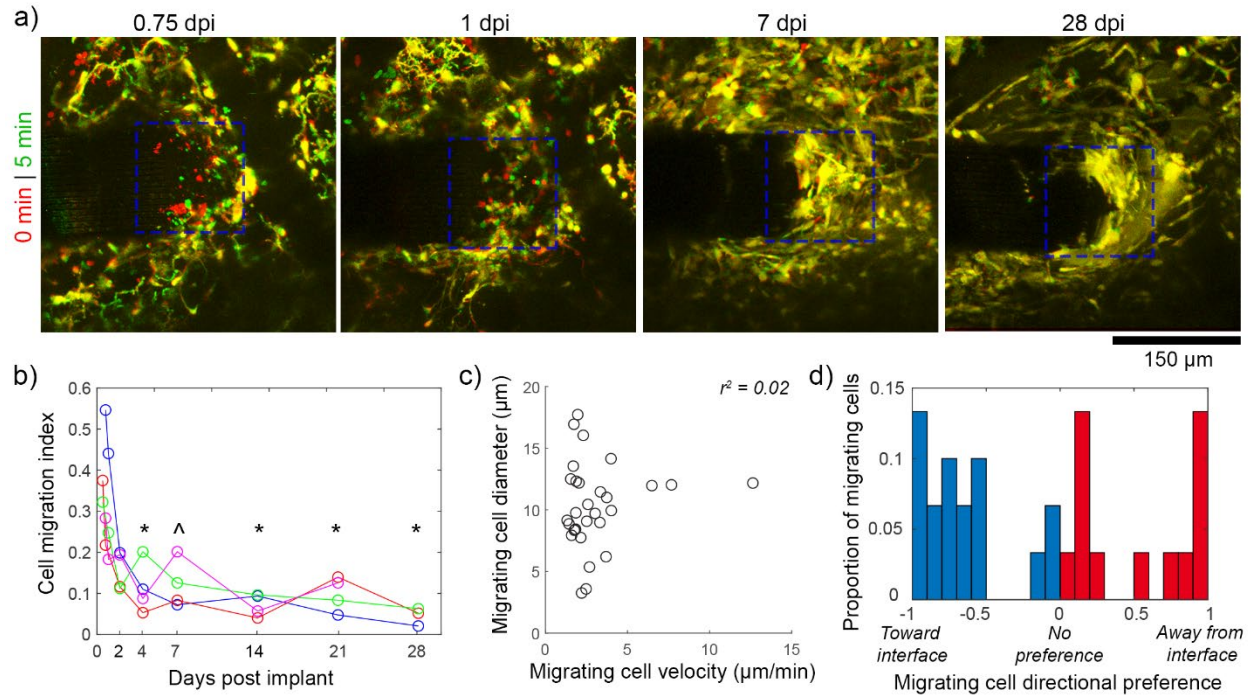 a)
0.75 dpi
1 dpi
7 dpi
28 dpi
0 min | 5 min
150 µm
b)
Cell migration index
0.6
0.5
0.4
0.3
0.2
0.1
0
* ^ * * *
0 2 4 7 14 21 28
Days post implant
c)
Migrating cell diameter (µm)
20
15
10
5
0
r² = 0.02
0 5 10 15
Migrating cell velocity (µm/min)
d)
Proportion of migrating cells
0.15
0.1
0.05
0
-1 -0.5 0 0.5 1
Toward No Away from
interface preference interface
Migrating cell directional preference